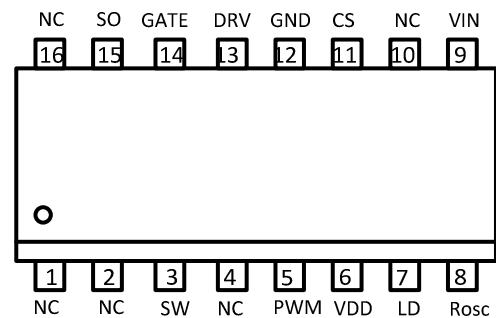 NC SO GATE DRV GND CS NC VIN
16 15 14 13 12 11 10 9
1 2 3 4 5 6 7 8
NC NC SW NC PWM VDD LD Rosc